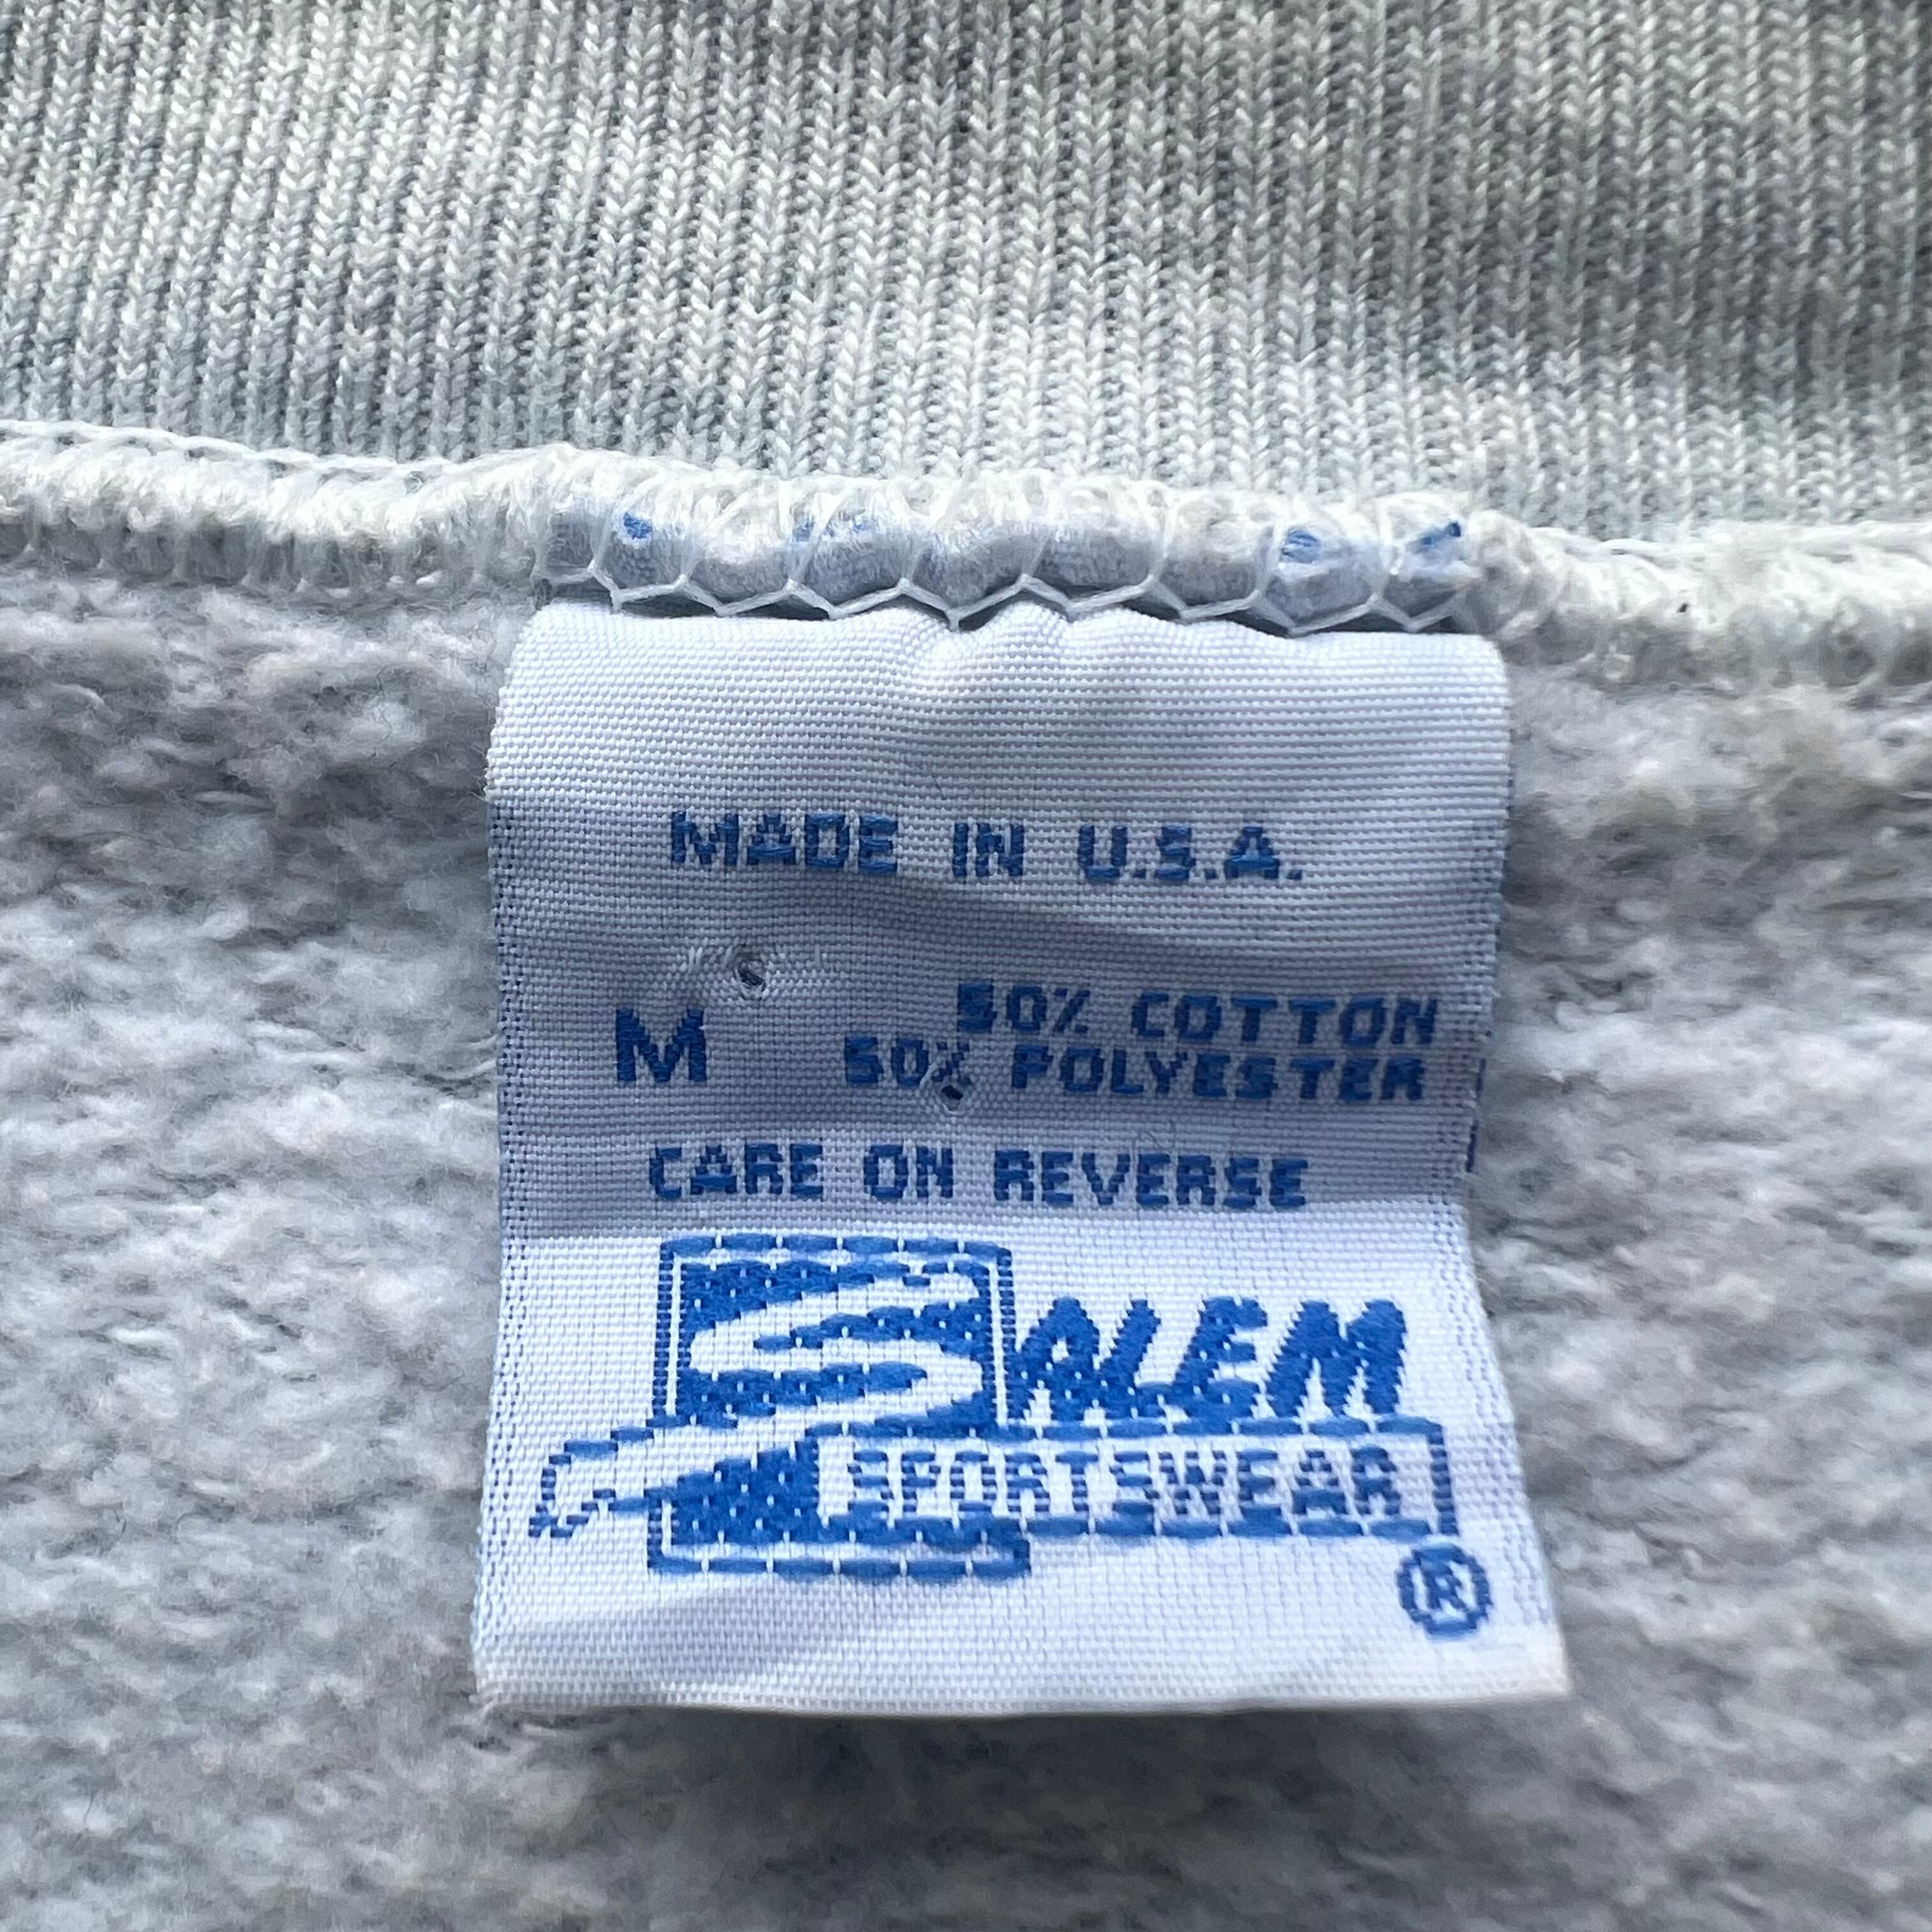 MADE IN U.S.A.
M
50% COTTON
50% POLYESTER
CARE ON REVERSE
SALEM
SPORTSWEAR
®